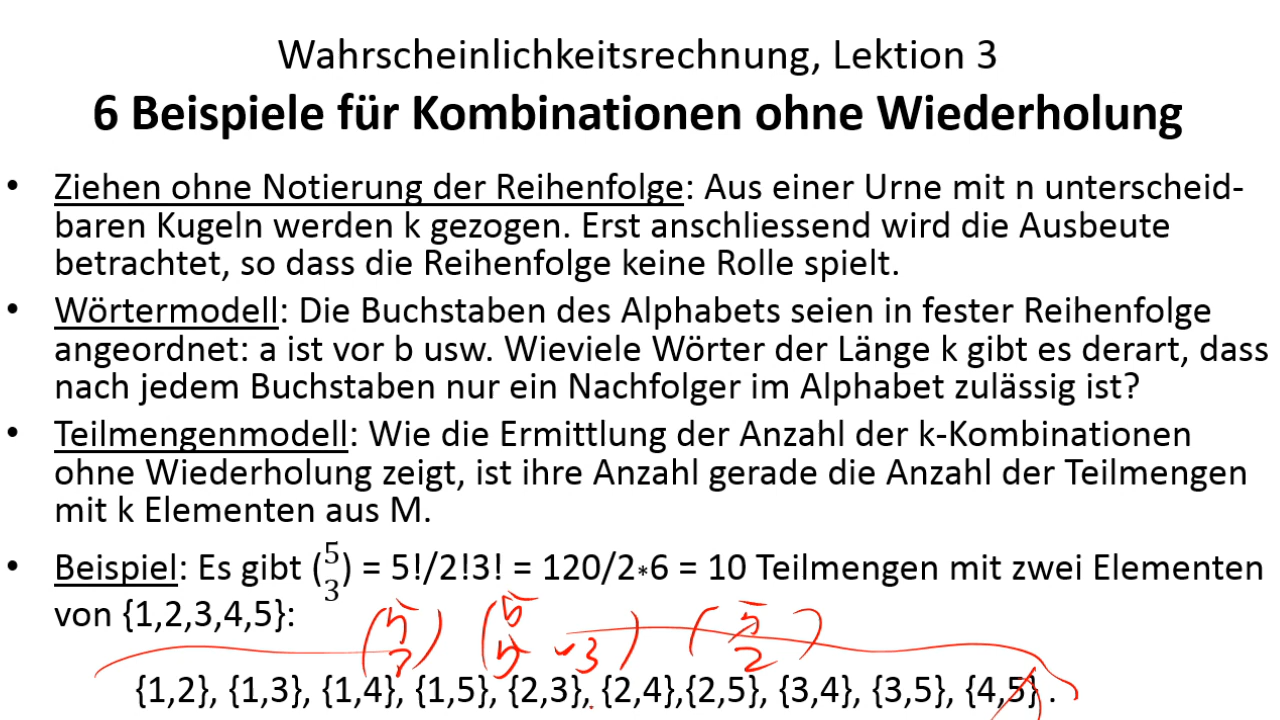 Wahrscheinlichkeitsrechnung, Lektion 3
6 Beispiele für Kombinationen ohne Wiederholung
• Ziehen ohne Notierung der Reihenfolge: Aus einer Urne mit n unterscheid-
baren Kugeln werden k gezogen. Erst anschliessend wird die Ausbeute
betrachtet, so dass die Reihenfolge keine Rolle spielt.
• Wörtermodell: Die Buchstaben des Alphabets seien in fester Reihenfolge
angeordnet: a ist vor b usw. Wieviele Wörter der Länge k gibt es derart, dass
nach jedem Buchstaben nur ein Nachfolger im Alphabet zulässig ist?
• Teilmengenmodell: Wie die Ermittlung der Anzahl der k-Kombinationen
ohne Wiederholung zeigt, ist ihre Anzahl gerade die Anzahl der Teilmengen
mit k Elementen aus M.
• Beispiel: Es gibt (5 3) = 5!/2!3! = 120/2*6 = 10 Teilmengen mit zwei Elementen
von {1,2,3,4,5}:
(5 2)
{1,2}, {1,3}, {1,4}, {1,5}, {2,3}, {2,4},{2,5}, {3,4}, {3,5}, {4,5} .